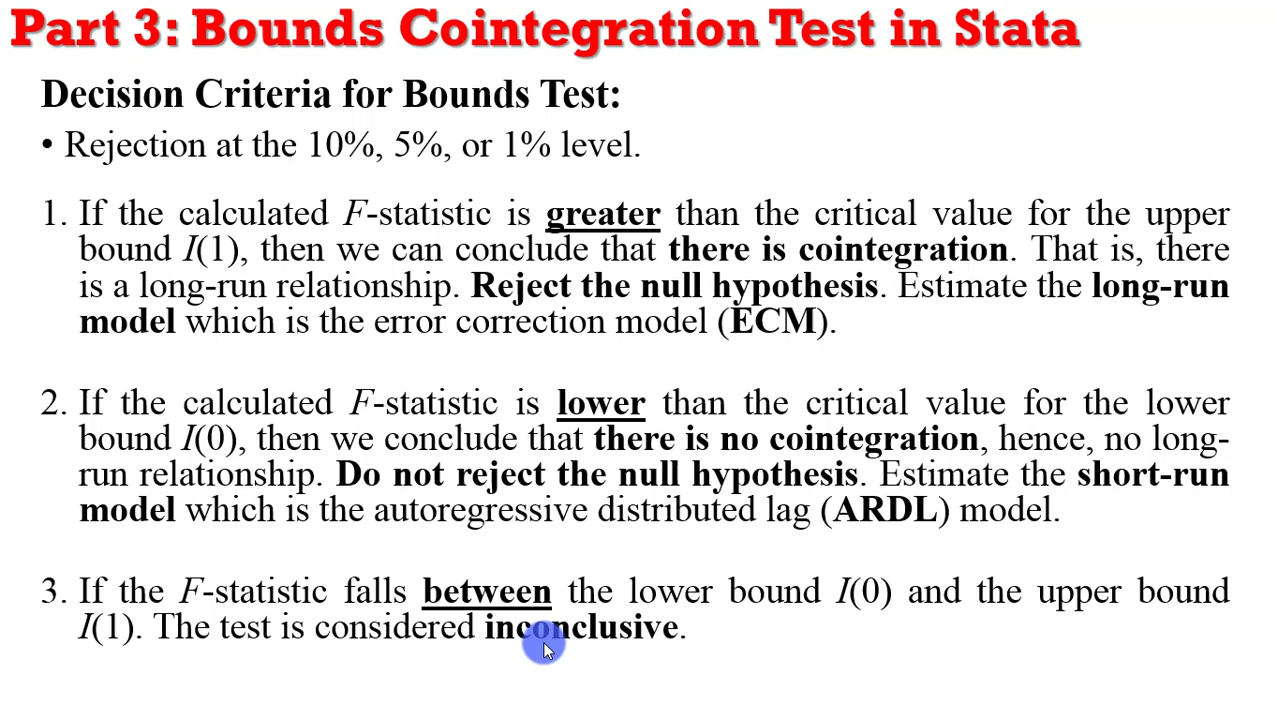 Part 3: Bounds Cointegration Test in Stata
Decision Criteria for Bounds Test:
• Rejection at the 10%, 5%, or 1% level.
1. If the calculated F-statistic is greater than the critical value for the upper
bound I(1), then we can conclude that there is cointegration. That is, there
is a long-run relationship. Reject the null hypothesis. Estimate the long-run
model which is the error correction model (ECM).
2. If the calculated F-statistic is lower than the critical value for the lower
bound I(0), then we conclude that there is no cointegration, hence, no long-
run relationship. Do not reject the null hypothesis. Estimate the short-run
model which is the autoregressive distributed lag (ARDL) model.
3. If the F-statistic falls between the lower bound I(0) and the upper bound
I(1). The test is considered inconclusive.